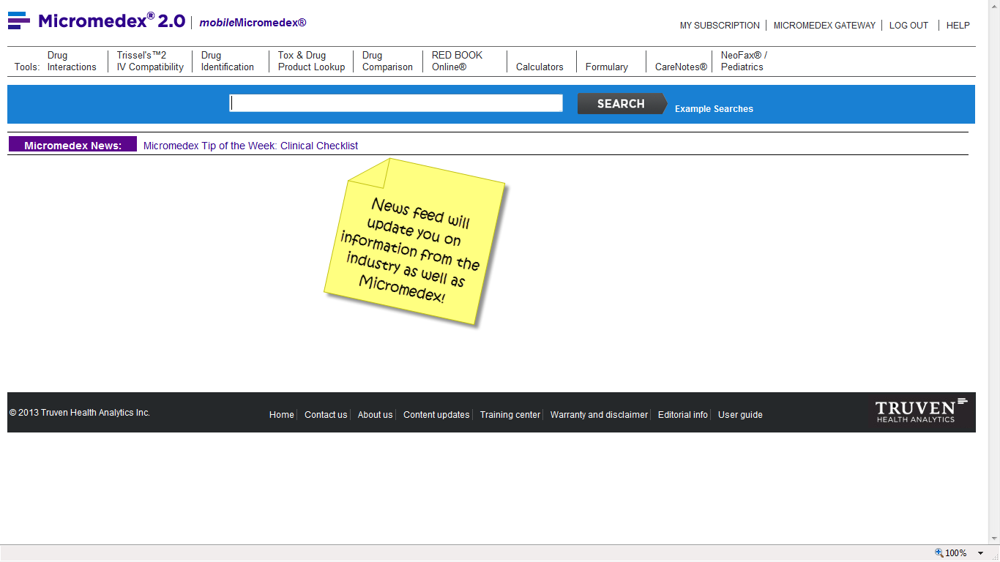 Micromedex® 2.0 mobileMicromedex®
MY SUBSCRIPTION MICROMEDEX GATEWAY LOG OUT HELP
Tools:
Drug
Interactions
Trissel's™2
IV Compatibility
Drug
Identification
Tox & Drug
Product Lookup
Drug
Comparison
RED BOOK
Online®
Calculators
Formulary
CareNotes®
NeoFax® /
Pediatrics
SEARCH
Example Searches
Micromedex News: Micromedex Tip of the Week: Clinical Checklist
News feed will
update you on
information from the
industry as well as
Micromedex!
© 2013 Truven Health Analytics Inc.
Home Contact us About us Content updates Training center Warranty and disclaimer Editorial info User guide
TRUVEN
HEALTH ANALYTICS
100%